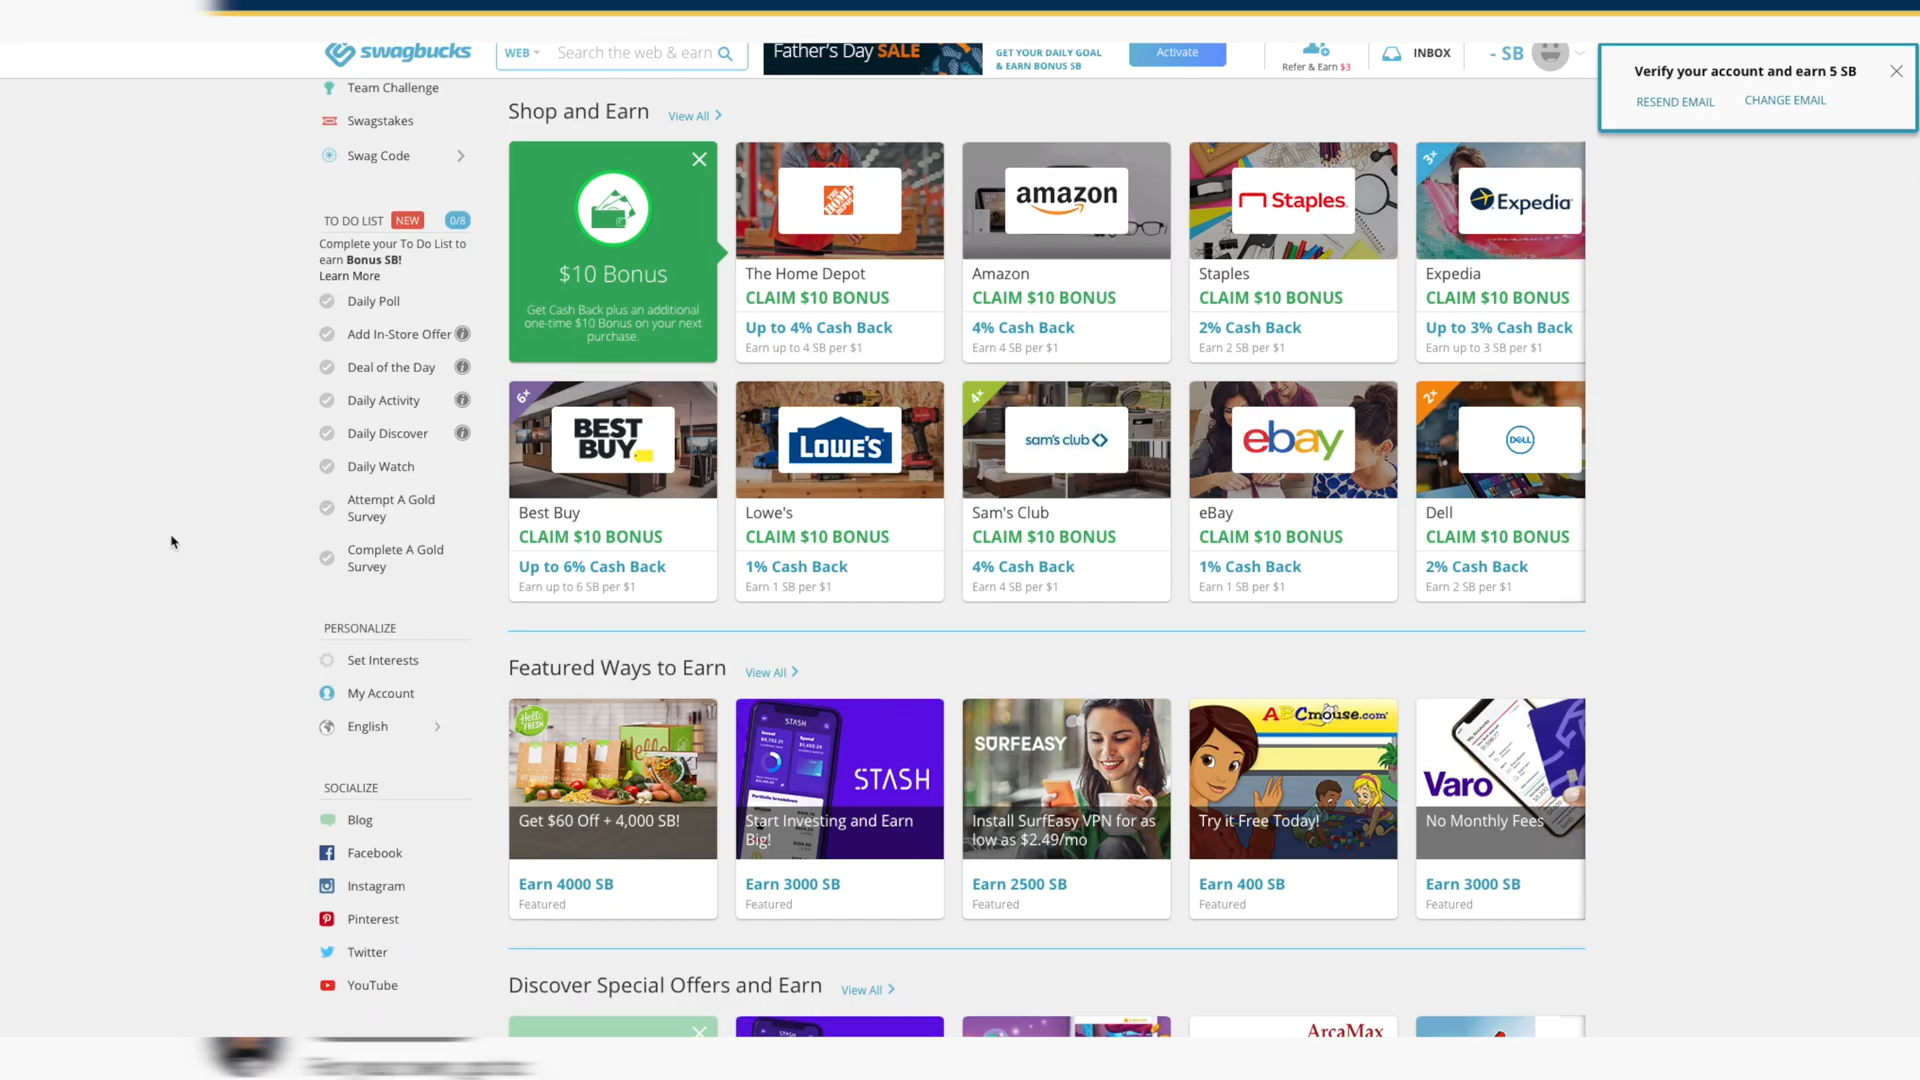 swagbucks
WEB
Search the web & earn
Father's Day SALE
GET YOUR DAILY GOAL
& EARN BONUS SB
Activate
Refer & Earn $3
INBOX
- SB
Verify your account and earn 5 SB
RESEND EMAIL
CHANGE EMAIL
Team Challenge
Swagstakes
Swag Code
TO DO LIST NEW 0/8
Complete your To Do List to
earn Bonus SB!
Learn More
Daily Poll
Add In-Store Offer
Deal of the Day
Daily Activity
Daily Discover
Daily Watch
Attempt A Gold
Survey
Complete A Gold
Survey
PERSONALIZE
Set Interests
My Account
English
SOCIALIZE
Blog
Facebook
Instagram
Pinterest
Twitter
YouTube
Shop and Earn
View All
$10 Bonus
Get Cash Back plus an additional
one-time $10 Bonus on your next
purchase.
THE HOME DEPOT
The Home Depot
CLAIM $10 BONUS
Up to 4% Cash Back
Earn up to 4 SB per $1
amazon
Amazon
CLAIM $10 BONUS
4% Cash Back
Earn 4 SB per $1
Staples
Staples
CLAIM $10 BONUS
2% Cash Back
Earn 2 SB per $1
3x
Expedia
Expedia
CLAIM $10 BONUS
Up to 3% Cash Back
Earn up to 3 SB per $1
6x
BEST
BUY
Best Buy
CLAIM $10 BONUS
Up to 6% Cash Back
Earn up to 6 SB per $1
LOWE'S
Lowe's
CLAIM $10 BONUS
1% Cash Back
Earn 1 SB per $1
4x
sam's club
Sam's Club
CLAIM $10 BONUS
4% Cash Back
Earn 4 SB per $1
ebay
eBay
CLAIM $10 BONUS
1% Cash Back
Earn 1 SB per $1
2x
DELL
Dell
CLAIM $10 BONUS
2% Cash Back
Earn 2 SB per $1
Featured Ways to Earn
View All
Hello
FRESH
Get $60 Off + 4,000 SB!
Earn 4000 SB
Featured
STASH
STASH
Start Investing and Earn
Big!
Earn 3000 SB
Featured
SURFEASY
Install SurfEasy VPN for as
low as $2.49/mo
Earn 2500 SB
Featured
ABCmouse.com
Try it Free Today!
Earn 400 SB
Featured
Varo
No Monthly Fees
Earn 3000 SB
Featured
Discover Special Offers and Earn
View All
ArcaMax